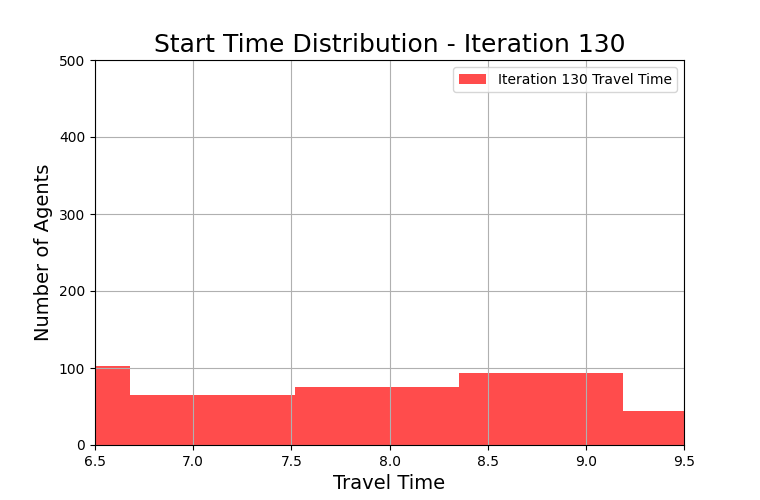 Start Time Distribution - Iteration 130
Iteration 130 Travel Time
Number of Agents
500
400
300
200
100
0
6.5 7.0 7.5 8.0 8.5 9.0 9.5
Travel Time